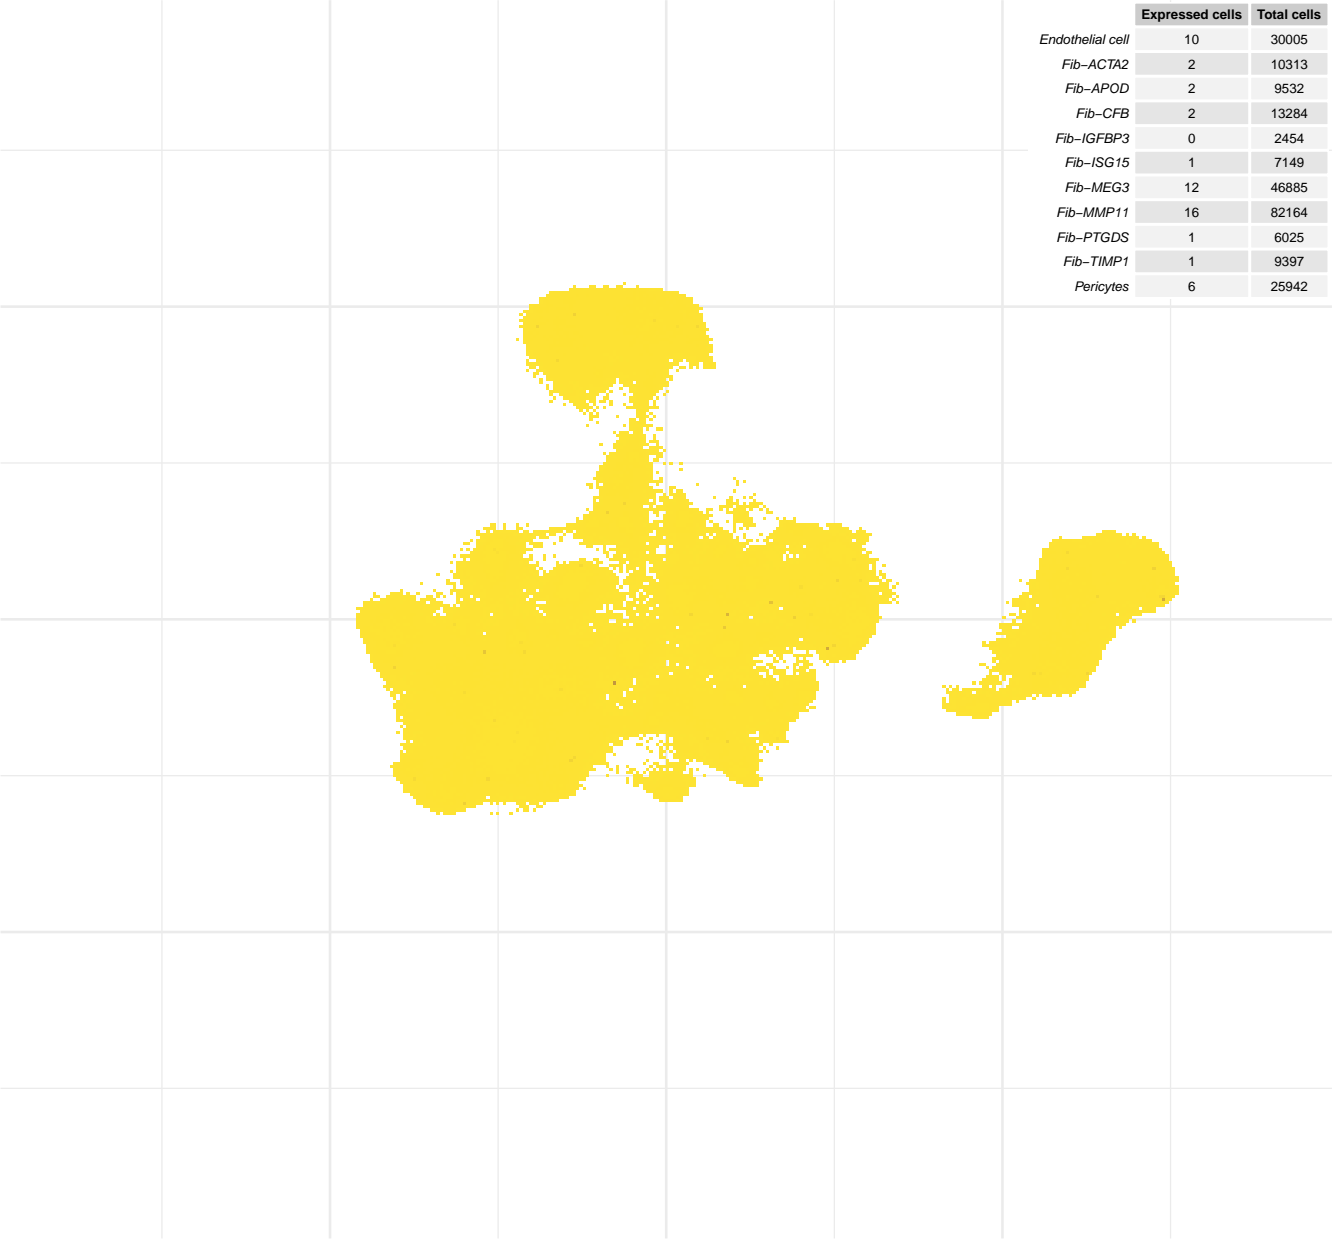 Expressed cells Total cells
Endothelial cell 10 30005
Fib−ACTA2 2 10313
Fib−APOD 2 9532
Fib−CFB 2 13284
Fib−IGFBP3 0 2454
Fib−ISG15 1 7149
Fib−MEG3 12 46885
Fib−MMP11 16 82164
Fib−PTGDS 1 6025
Fib−TIMP1 1 9397
Pericytes 6 25942